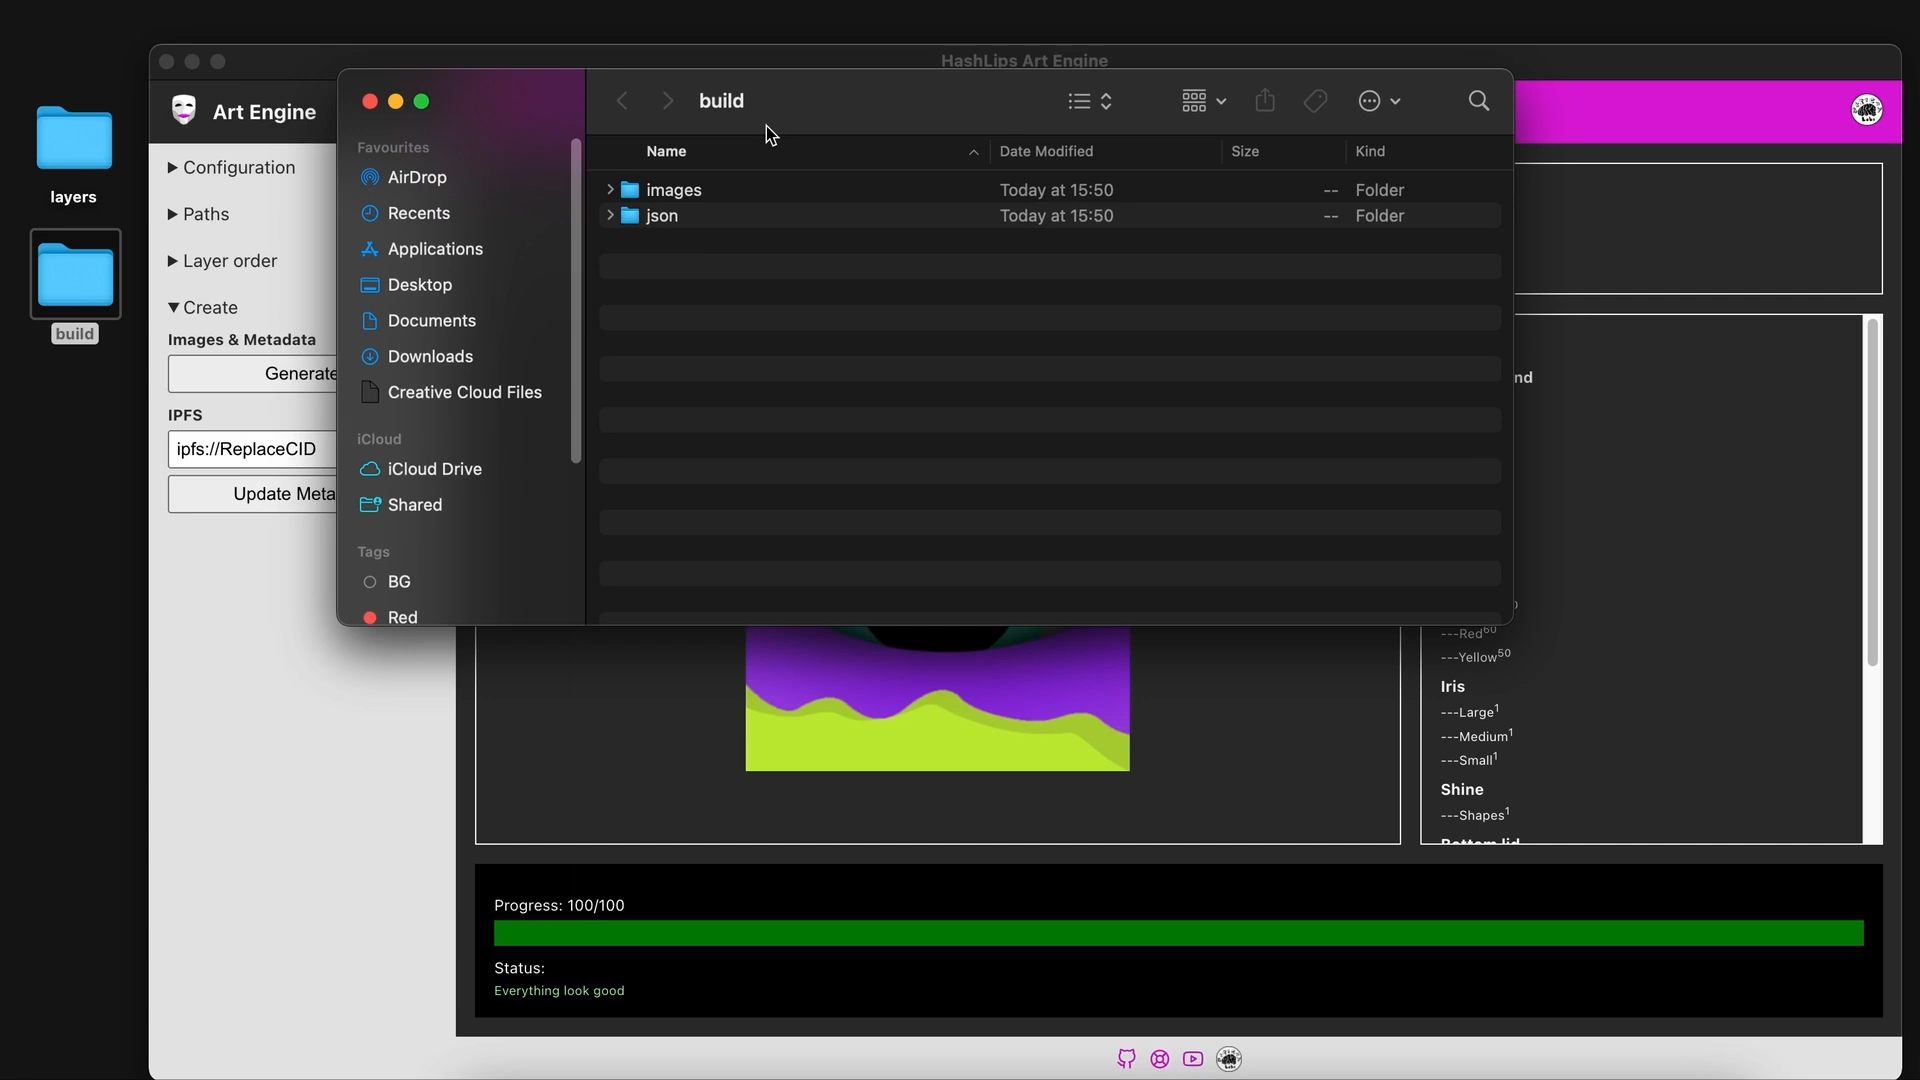 HashLips Art Engine
layers
build
Art Engine
Configuration
Paths
Layer order
Create
Images & Metadata
Generate
IPFS
ipfs://ReplaceCID
Update Meta
Favourites
AirDrop
Recents
Applications
Desktop
Documents
Downloads
Creative Cloud Files
iCloud
iCloud Drive
Shared
Tags
BG
Red
build
Name Date Modified Size Kind
images Today at 15:50 -- Folder
json Today at 15:50 -- Folder
nd
---Red60
---Yellow50
Iris
---Large1
---Medium1
---Small1
Shine
---Shapes1
Bottom lid
Progress: 100/100
Status:
Everything look good